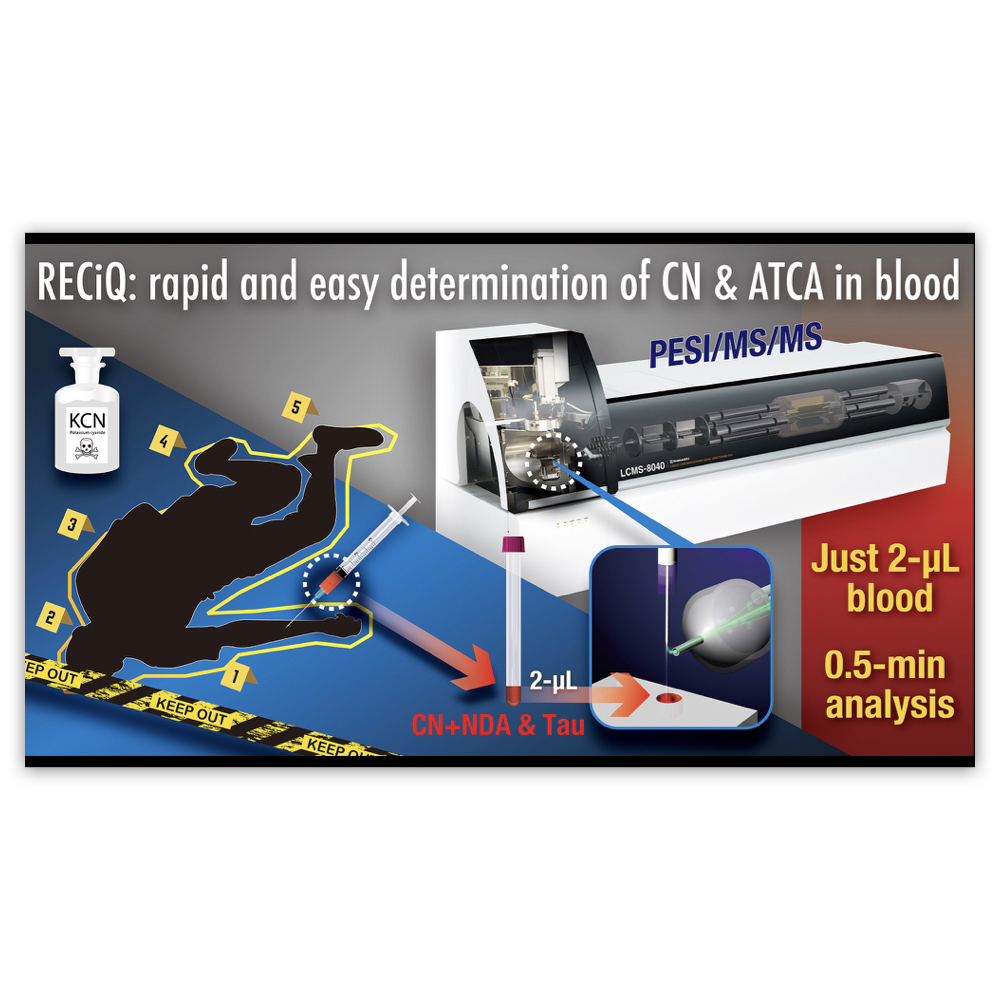 RECiQ: rapid and easy determination of CN & ATCA in blood
PESI/MS/MS
KCN
Potassium cyanide
5
4
3
2
1
LCMS-8040
Just 2-μL
blood
0.5-min
analysis
2-μL
CN+NDA & Tau
EP OUT
KEEP OUT
KEEP OU